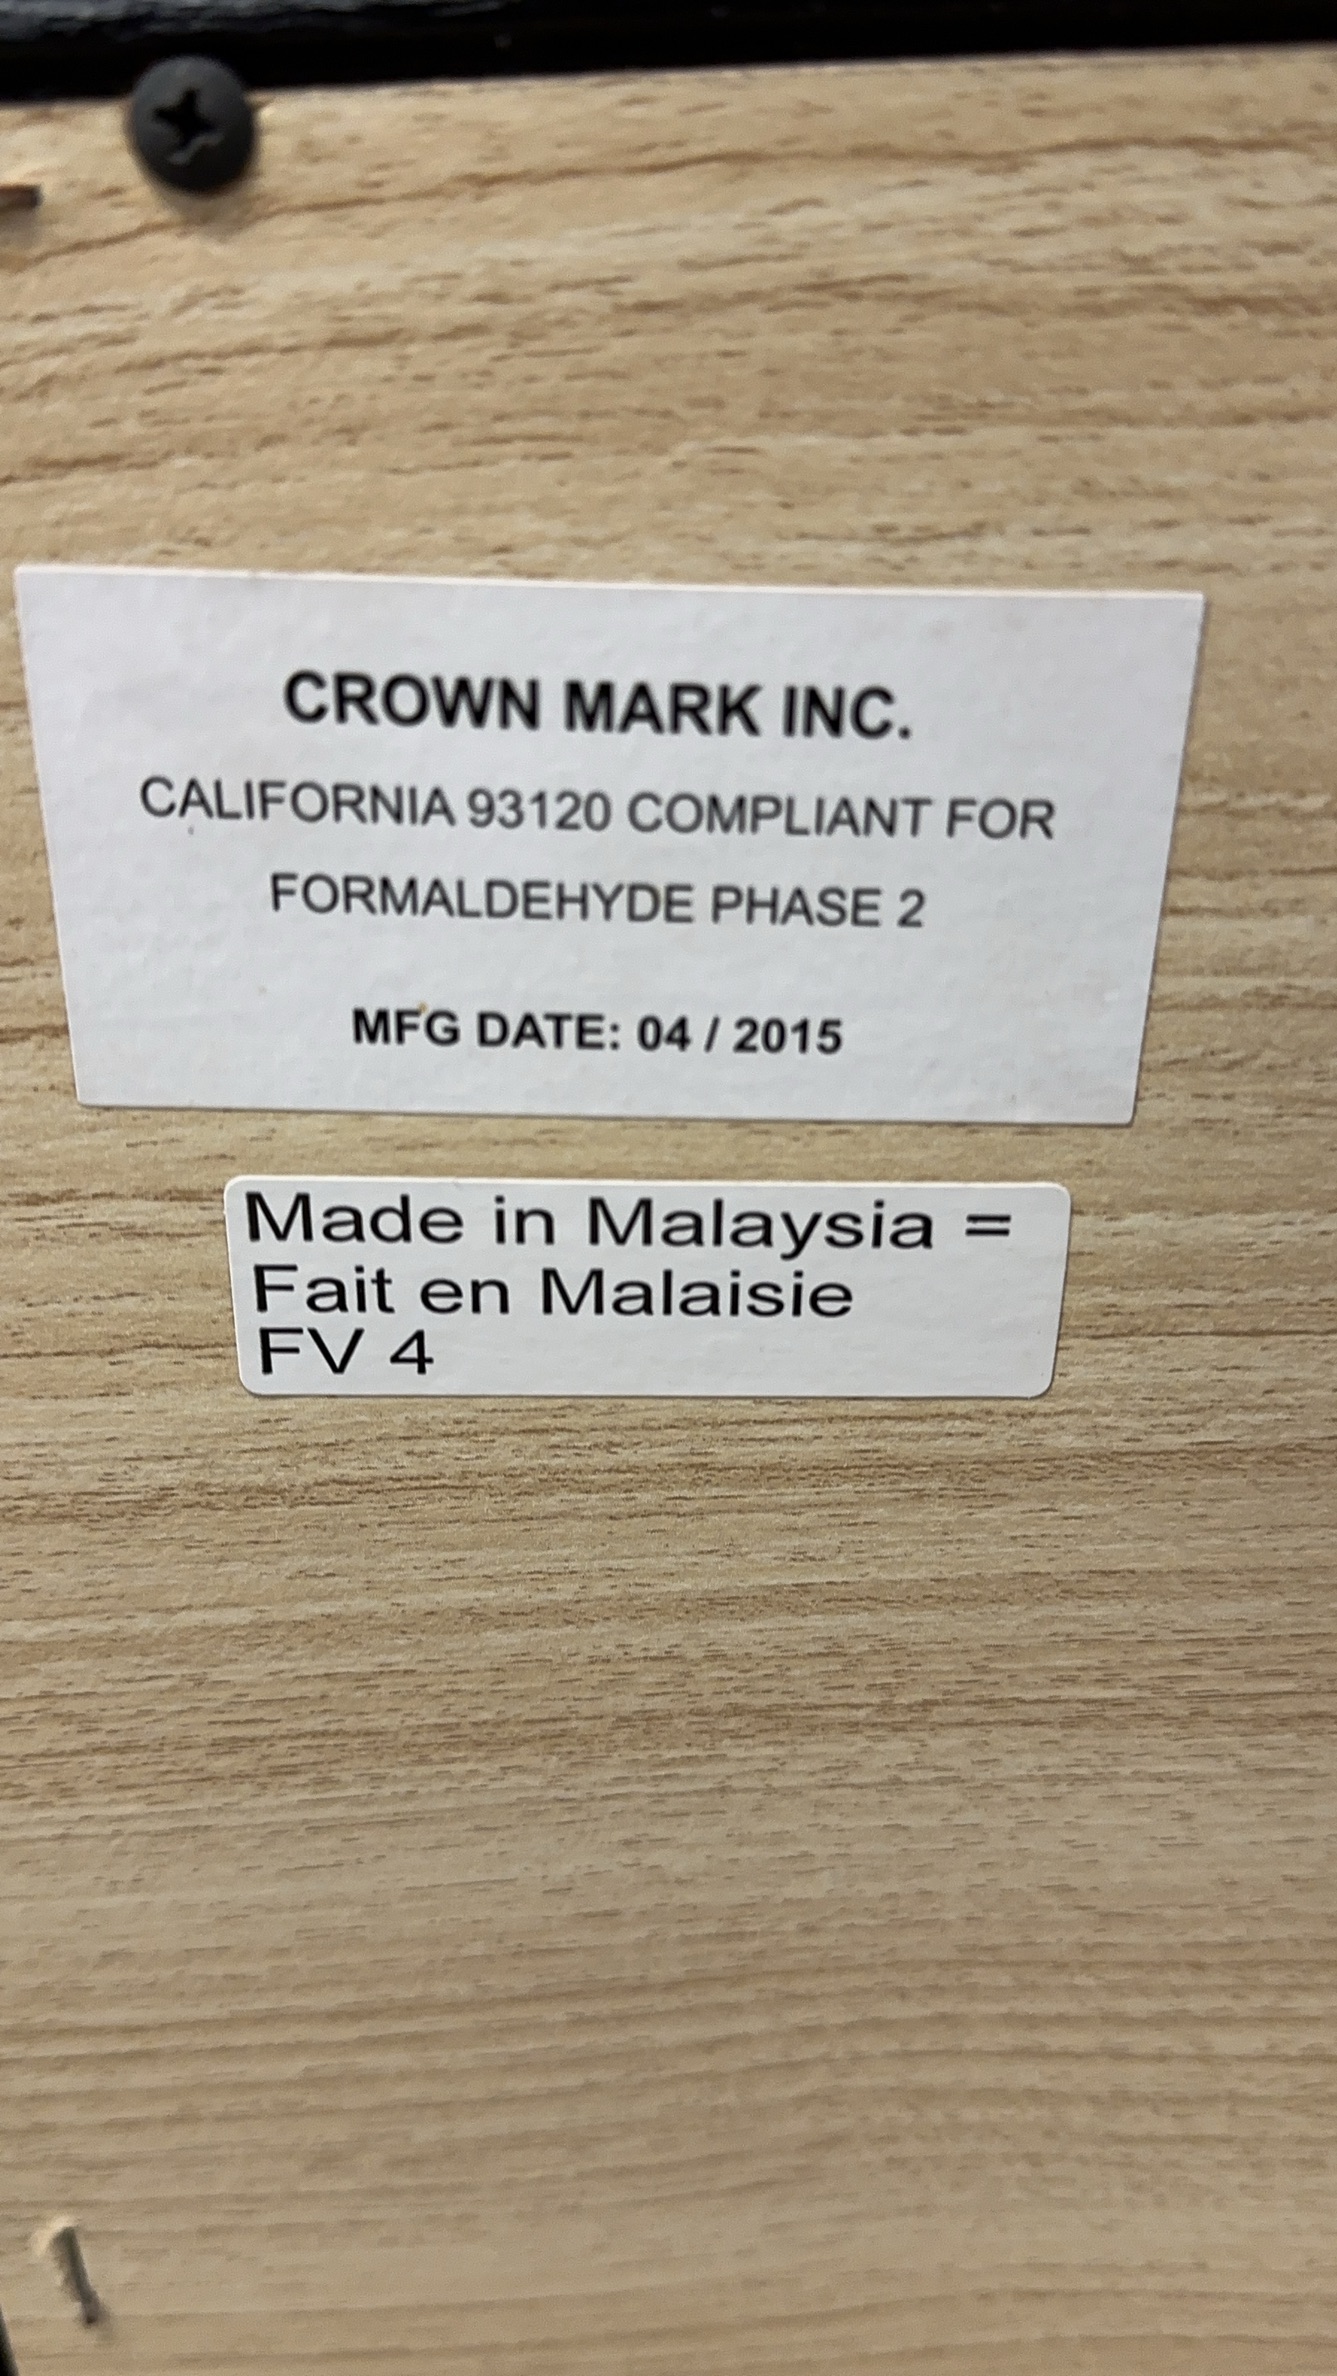 CROWN MARK INC.
CALIFORNIA 93120 COMPLIANT FOR
FORMALDEHYDE PHASE 2
MFG DATE: 04 / 2015
Made in Malaysia =
Fait en Malaisie
FV 4